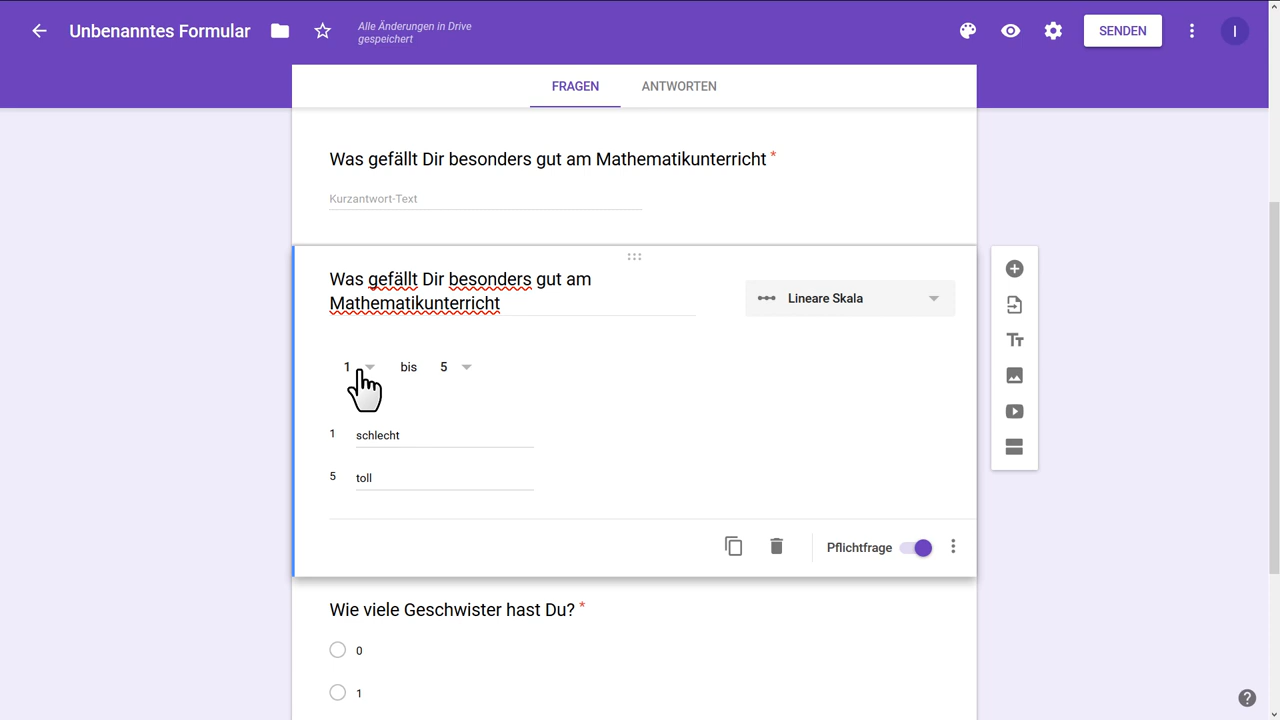 Unbenanntes Formular
Alle Änderungen in Drive
gespeichert
SENDEN
I
FRAGEN
ANTWORTEN
Was gefällt Dir besonders gut am Mathematikunterricht *
Kurzantwort-Text
Was gefällt Dir besonders gut am
Mathematikunterricht
Lineare Skala
Tт
1 bis 5
1 schlecht
5 toll
Pflichtfrage
Wie viele Geschwister hast Du? *
0
1
?